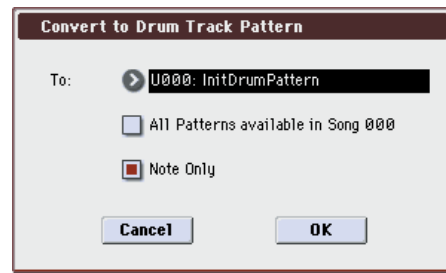 Convert to Drum Track Pattern
To: U000: InitDrumPattern
All Patterns available in Song 000
Note Only
Cancel OK